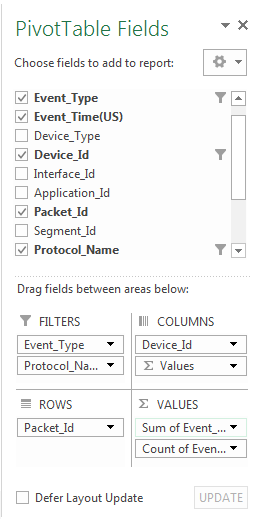 PivotTable Fields
Choose fields to add to report:
Event_Type
Event_Time(US)
Device_Type
Device_Id
Interface_Id
Application_Id
Packet_Id
Segment_Id
Protocol_Name
Drag fields between areas below:
FILTERS
Event_Type
Protocol_Na...
COLUMNS
Device_Id
Σ Values
ROWS
Packet_Id
Σ VALUES
Sum of Event_...
Count of Even...
Defer Layout Update
UPDATE